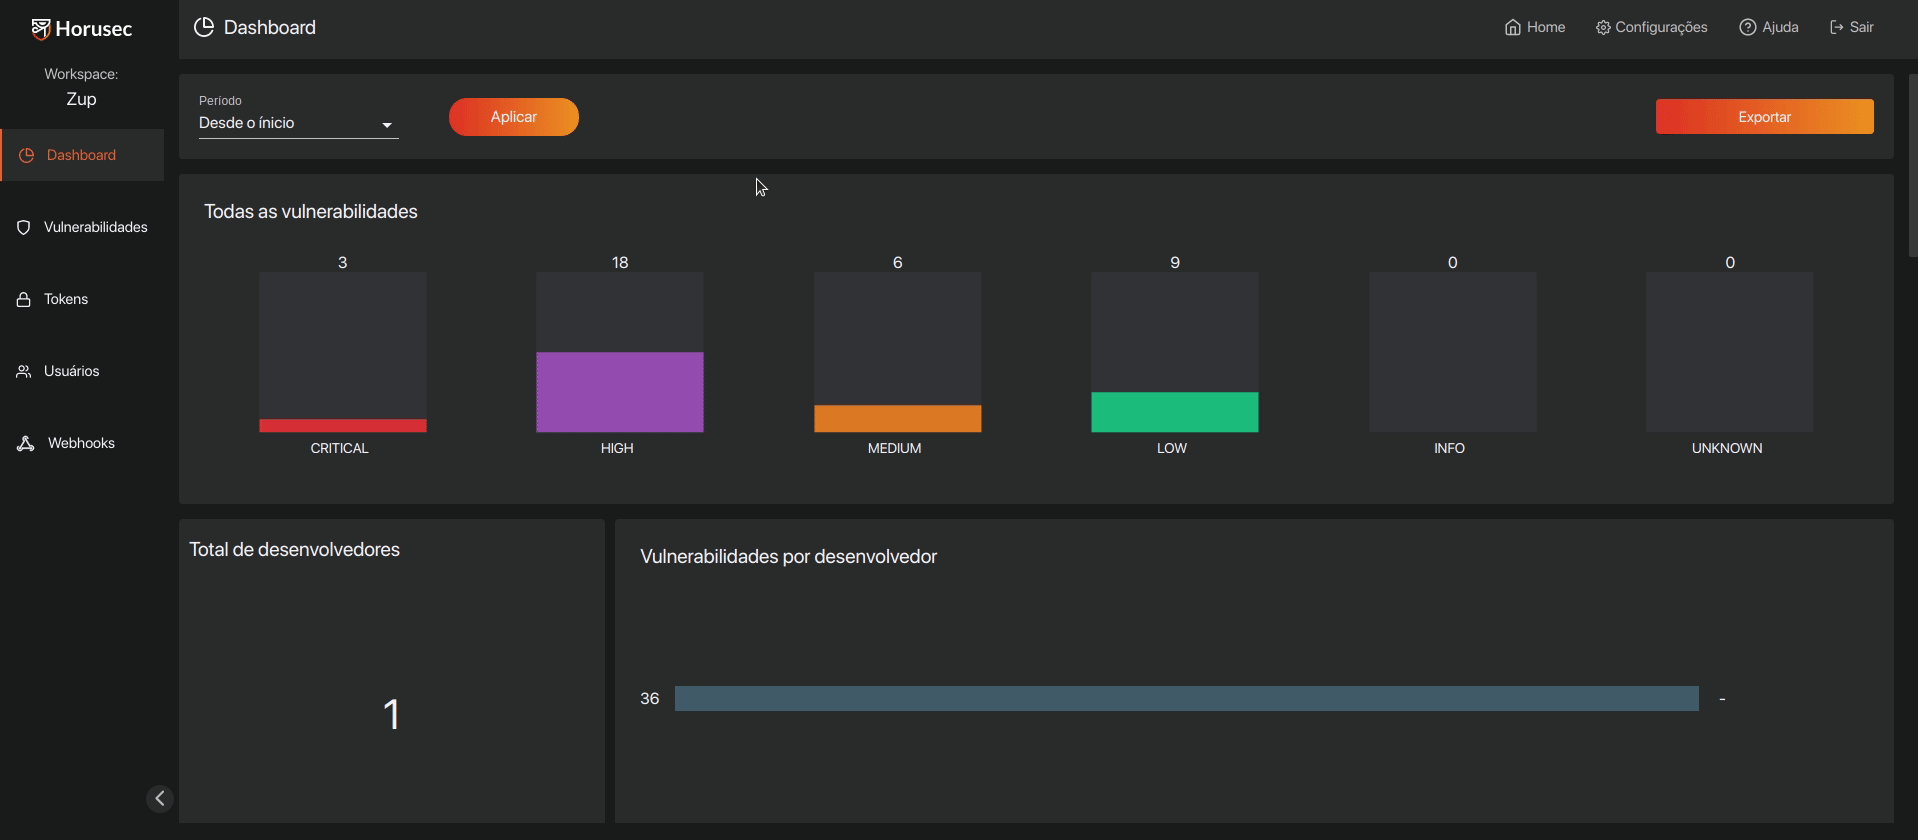 Horusec
Workspace:
Zup
Dashboard
Vulnerabilidades
Tokens
Usuários
Webhooks
Dashboard
Home
Configurações
Ajuda
Sair
Período
Desde o ínicio
Aplicar
Exportar
Todas as vulnerabilidades
3
18
6
9
0
0
CRITICAL
HIGH
MEDIUM
LOW
INFO
UNKNOWN
Total de desenvolvedores
1
Vulnerabilidades por desenvolvedor
36
-